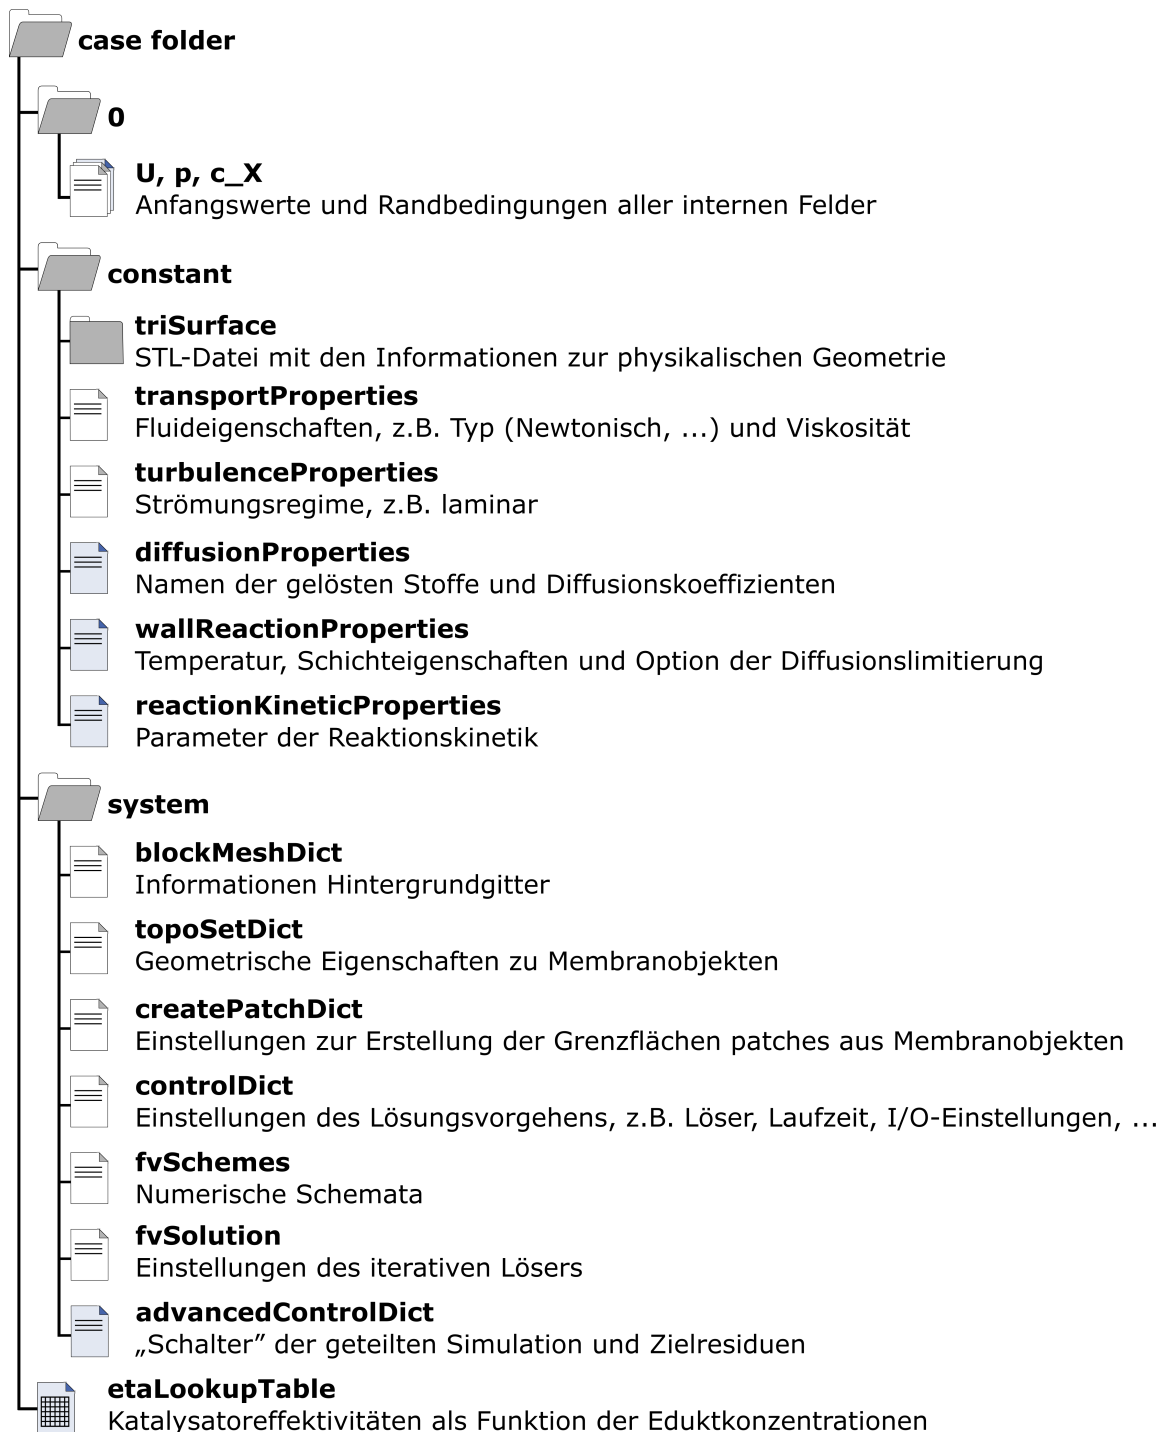 case folder
0
U, p, c_X
Anfangswerte und Randbedingungen aller internen Felder
constant
triSurface
STL-Datei mit den Informationen zur physikalischen Geometrie
transportProperties
Fluideigenschaften, z.B. Typ (Newtonisch, ...) und Viskosität
turbulenceProperties
Strömungsregime, z.B. laminar
diffusionProperties
Namen der gelösten Stoffe und Diffusionskoeffizienten
wallReactionProperties
Temperatur, Schichteigenschaften und Option der Diffusionslimitierung
reactionKineticProperties
Parameter der Reaktionskinetik
system
blockMeshDict
Informationen Hintergrundgitter
topoSetDict
Geometrische Eigenschaften zu Membranobjekten
createPatchDict
Einstellungen zur Erstellung der Grenzflächen patches aus Membranobjekten
controlDict
Einstellungen des Lösungsvorgehens, z.B. Löser, Laufzeit, I/O-Einstellungen, ...
fvSchemes
Numerische Schemata
fvSolution
Einstellungen des iterativen Lösers
advancedControlDict
„Schalter” der geteilten Simulation und Zielresiduen
etaLookupTable
Katalysatoreffektivitäten als Funktion der Eduktkonzentrationen